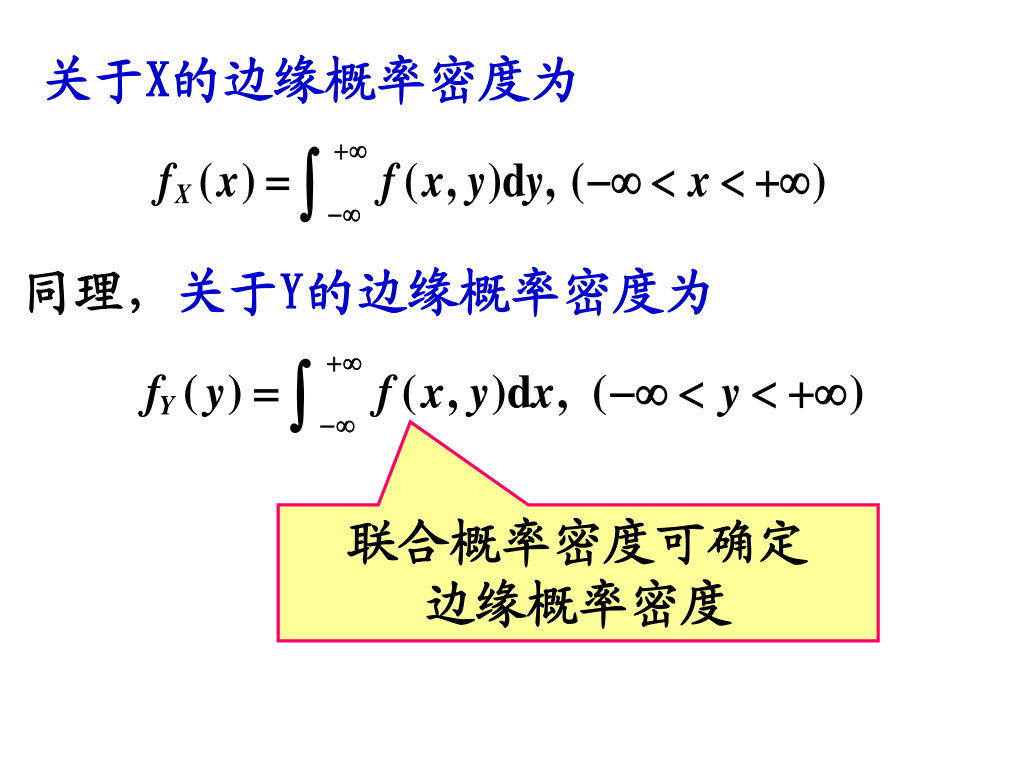 关于X的边缘概率密度为
$f_X(x)=\int_{-\infty}^{+\infty} f(x,y)\mathrm{d}y, (-\infty<x<+\infty)$
同理，关于Y的边缘概率密度为
$f_Y(y)=\int_{-\infty}^{+\infty} f(x,y)\mathrm{d}x, (-\infty<y<+\infty)$
联合概率密度可确定
边缘概率密度